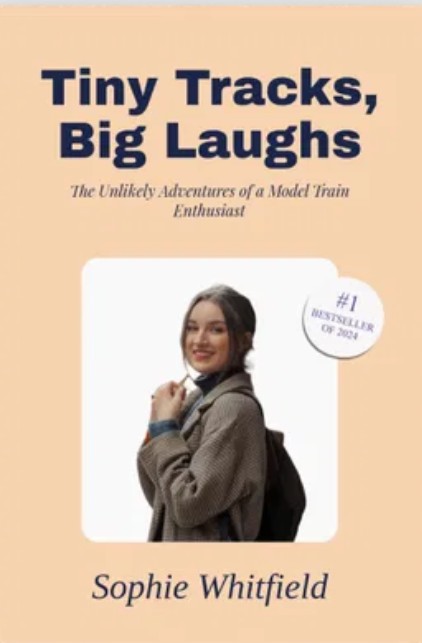 Tiny Tracks,
Big Laughs
The Unlikely Adventures of a Model Train
Enthusiast
#1
BESTSELLER
OF 2024
Sophie Whitfield